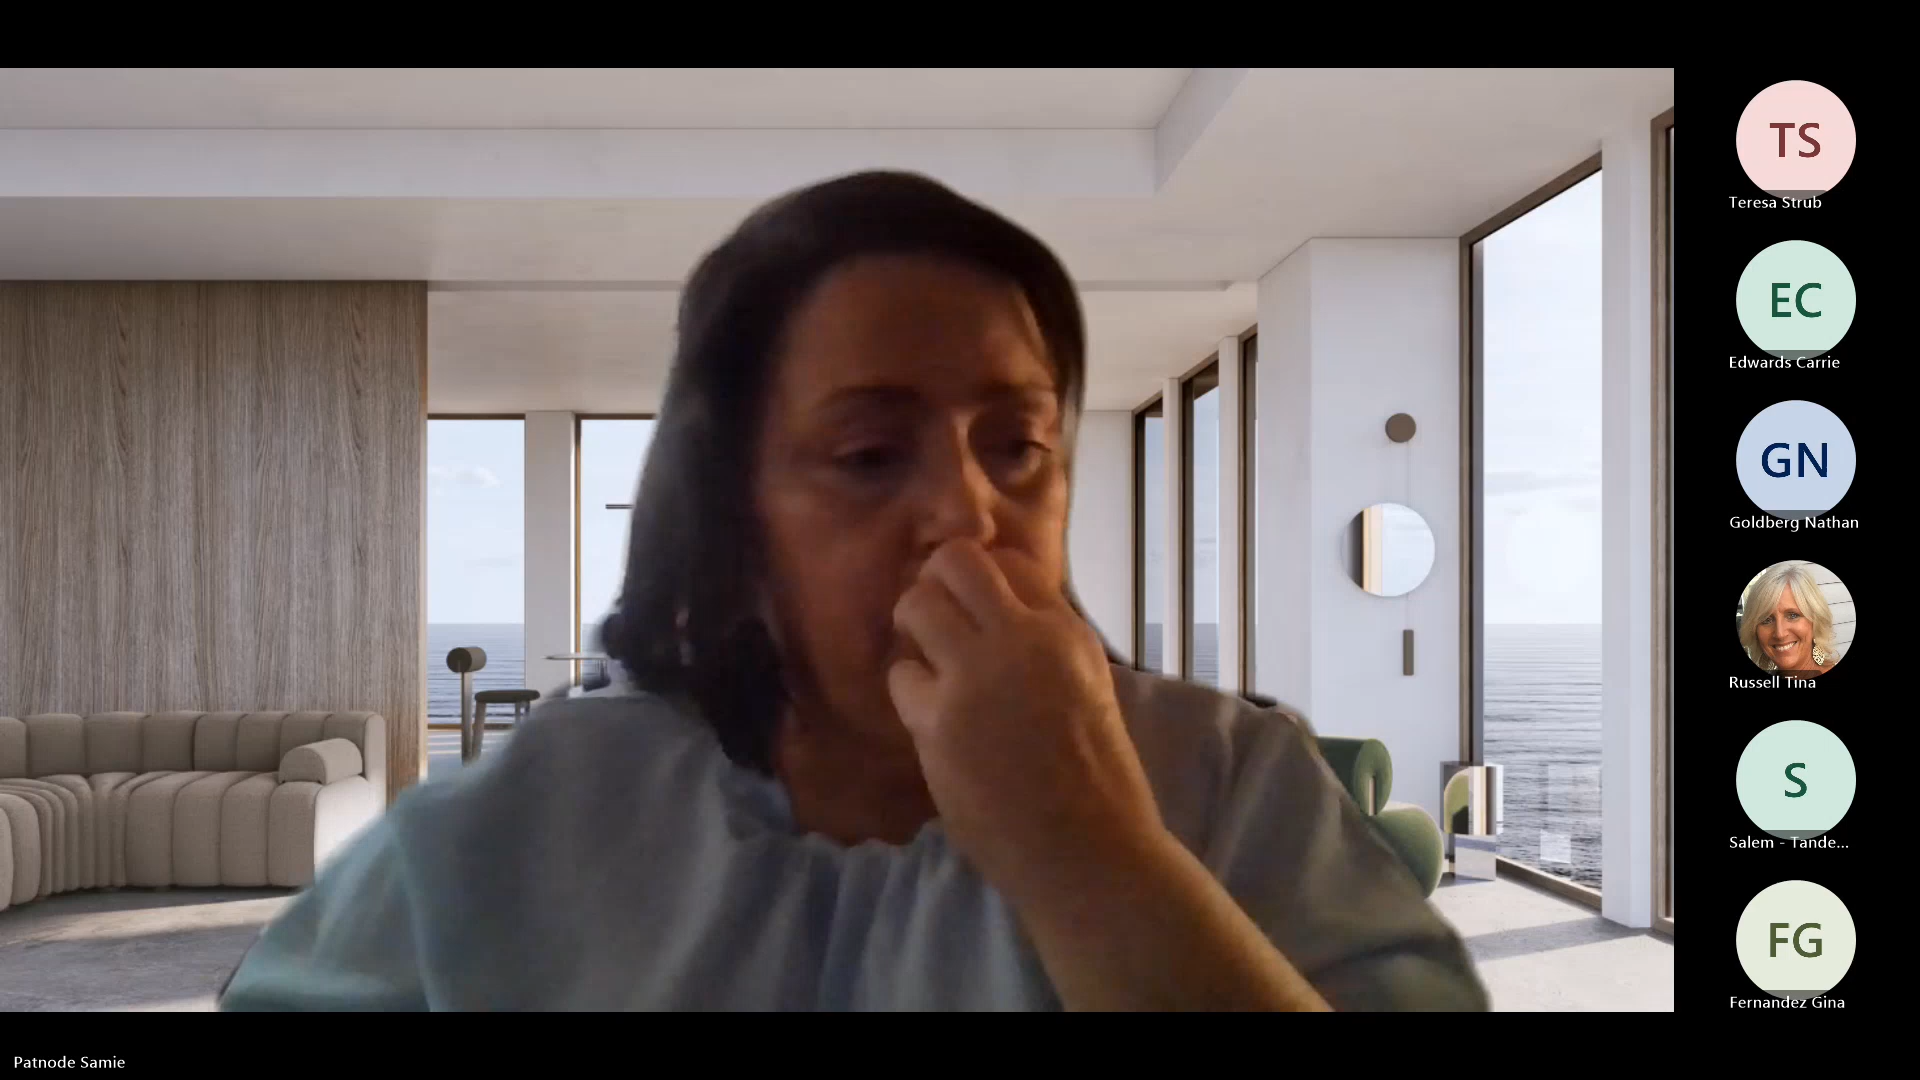 TS
Teresa Strub
EC
Edwards Carrie
GN
Goldberg Nathan
Russell Tina
S
Salem - Tande...
FG
Fernandez Gina
Patnode Samie